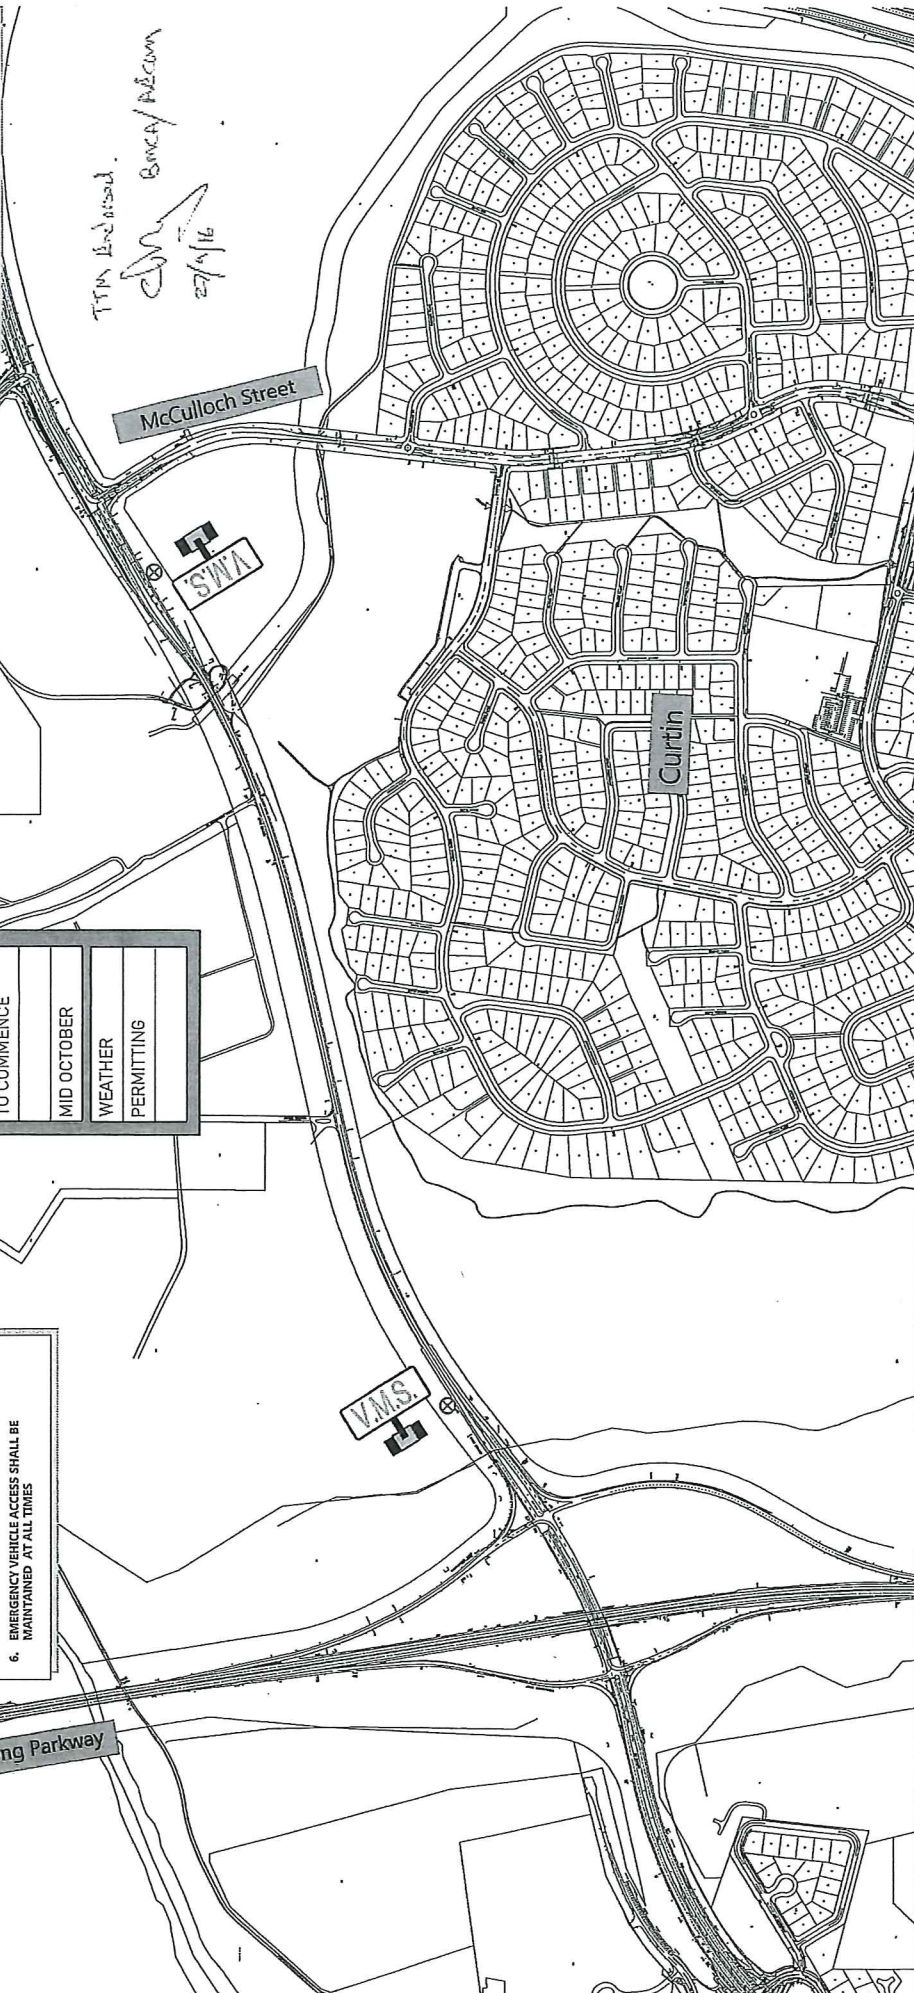 TTM Endorsed.
27/9/16
McCulloch Street
V.M.S.
Curtin
TO COMMENCE
MID OCTOBER
WEATHER
PERMITTING
V.M.S.
6. EMERGENCY VEHICLE ACCESS SHALL BE
MAINTAINED AT ALL TIMES
ng Parkway